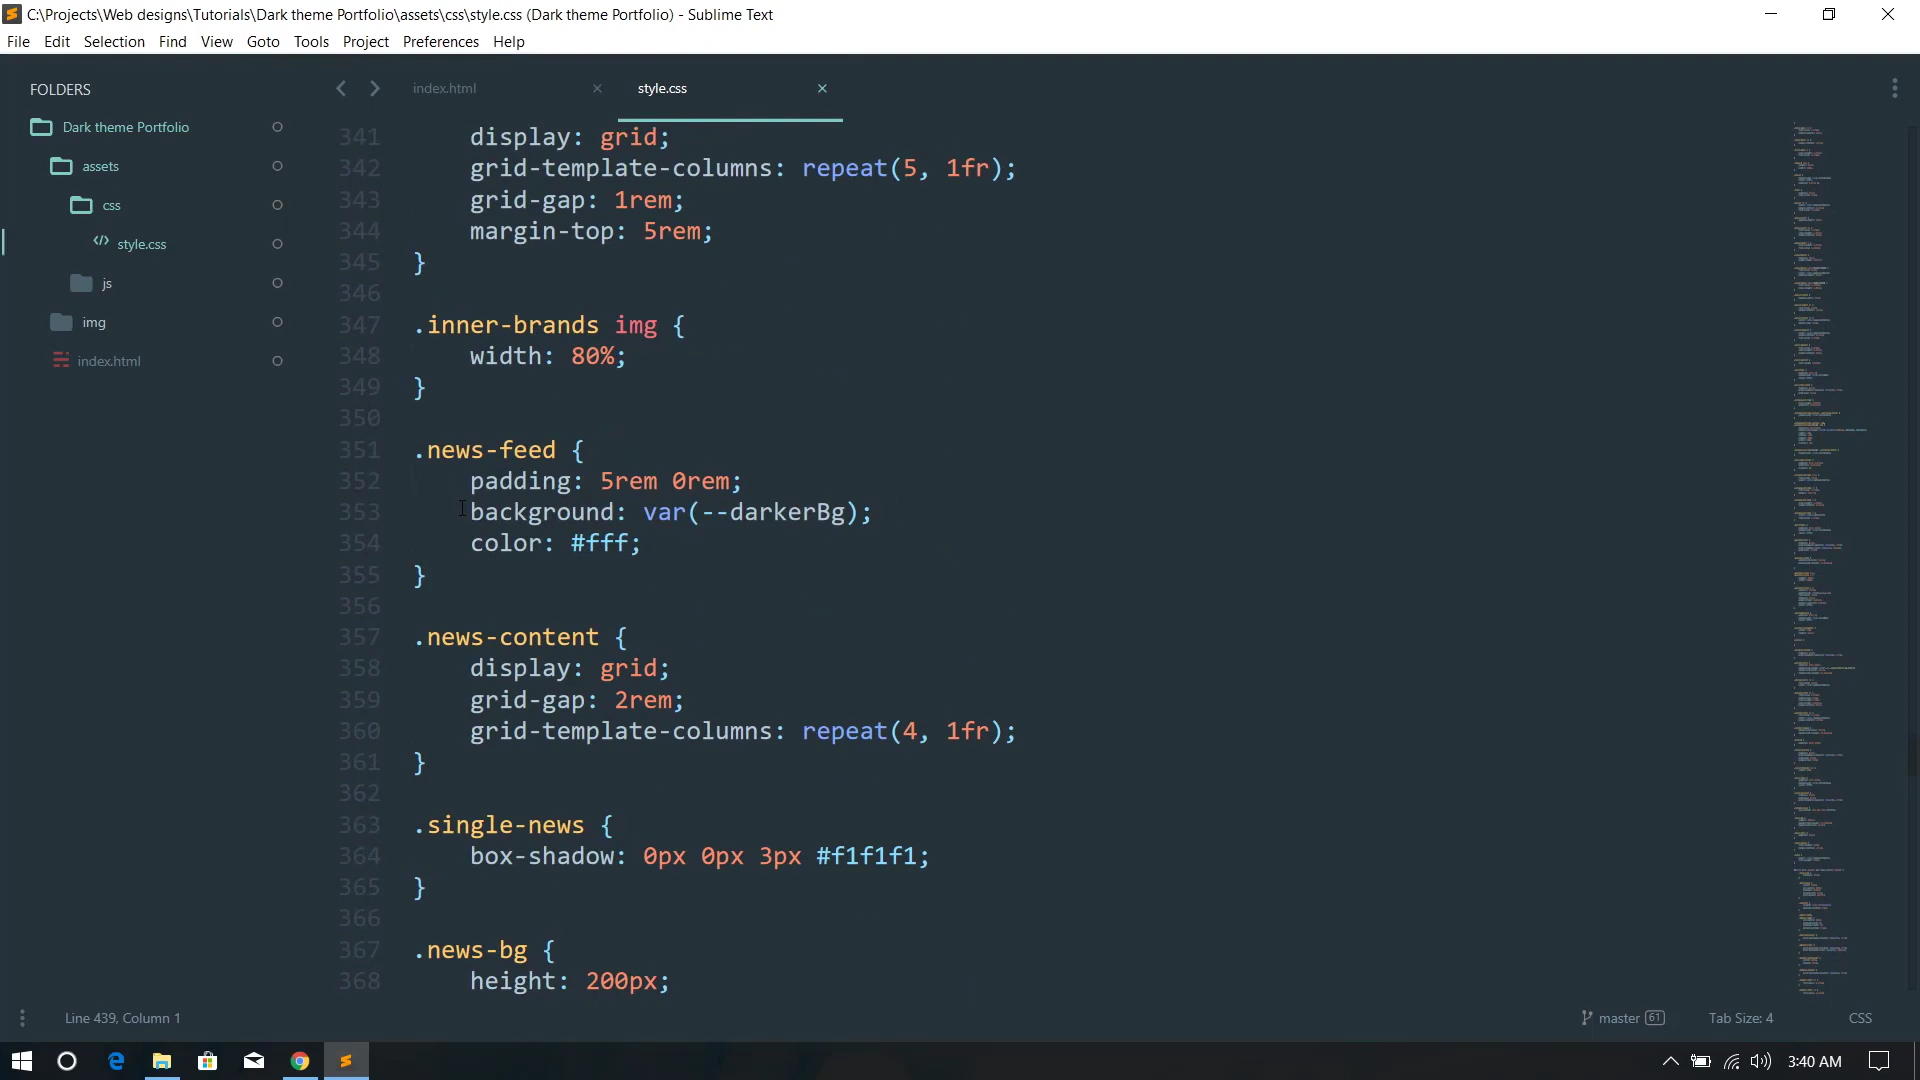 C:\Projects\Web designs\Tutorials\Dark theme Portfolio\assets\css\style.css (Dark theme Portfolio) - Sublime Text
File Edit Selection Find View Goto Tools Project Preferences Help
FOLDERS
Dark theme Portfolio
assets
css
style.css
js
img
index.html
index.html style.css
341 display: grid;
342 grid-template-columns: repeat(5, 1fr);
343 grid-gap: 1rem;
344 margin-top: 5rem;
345 }
346
347 .inner-brands img {
348 width: 80%;
349 }
350
351 .news-feed {
352 padding: 5rem 0rem;
353 background: var(--darkerBg);
354 color: #fff;
355 }
356
357 .news-content {
358 display: grid;
359 grid-gap: 2rem;
360 grid-template-columns: repeat(4, 1fr);
361 }
362
363 .single-news {
364 box-shadow: 0px 0px 3px #f1f1f1;
365 }
366
367 .news-bg {
368 height: 200px;
Line 439, Column 1
master 61 Tab Size: 4 CSS
3:40 AM